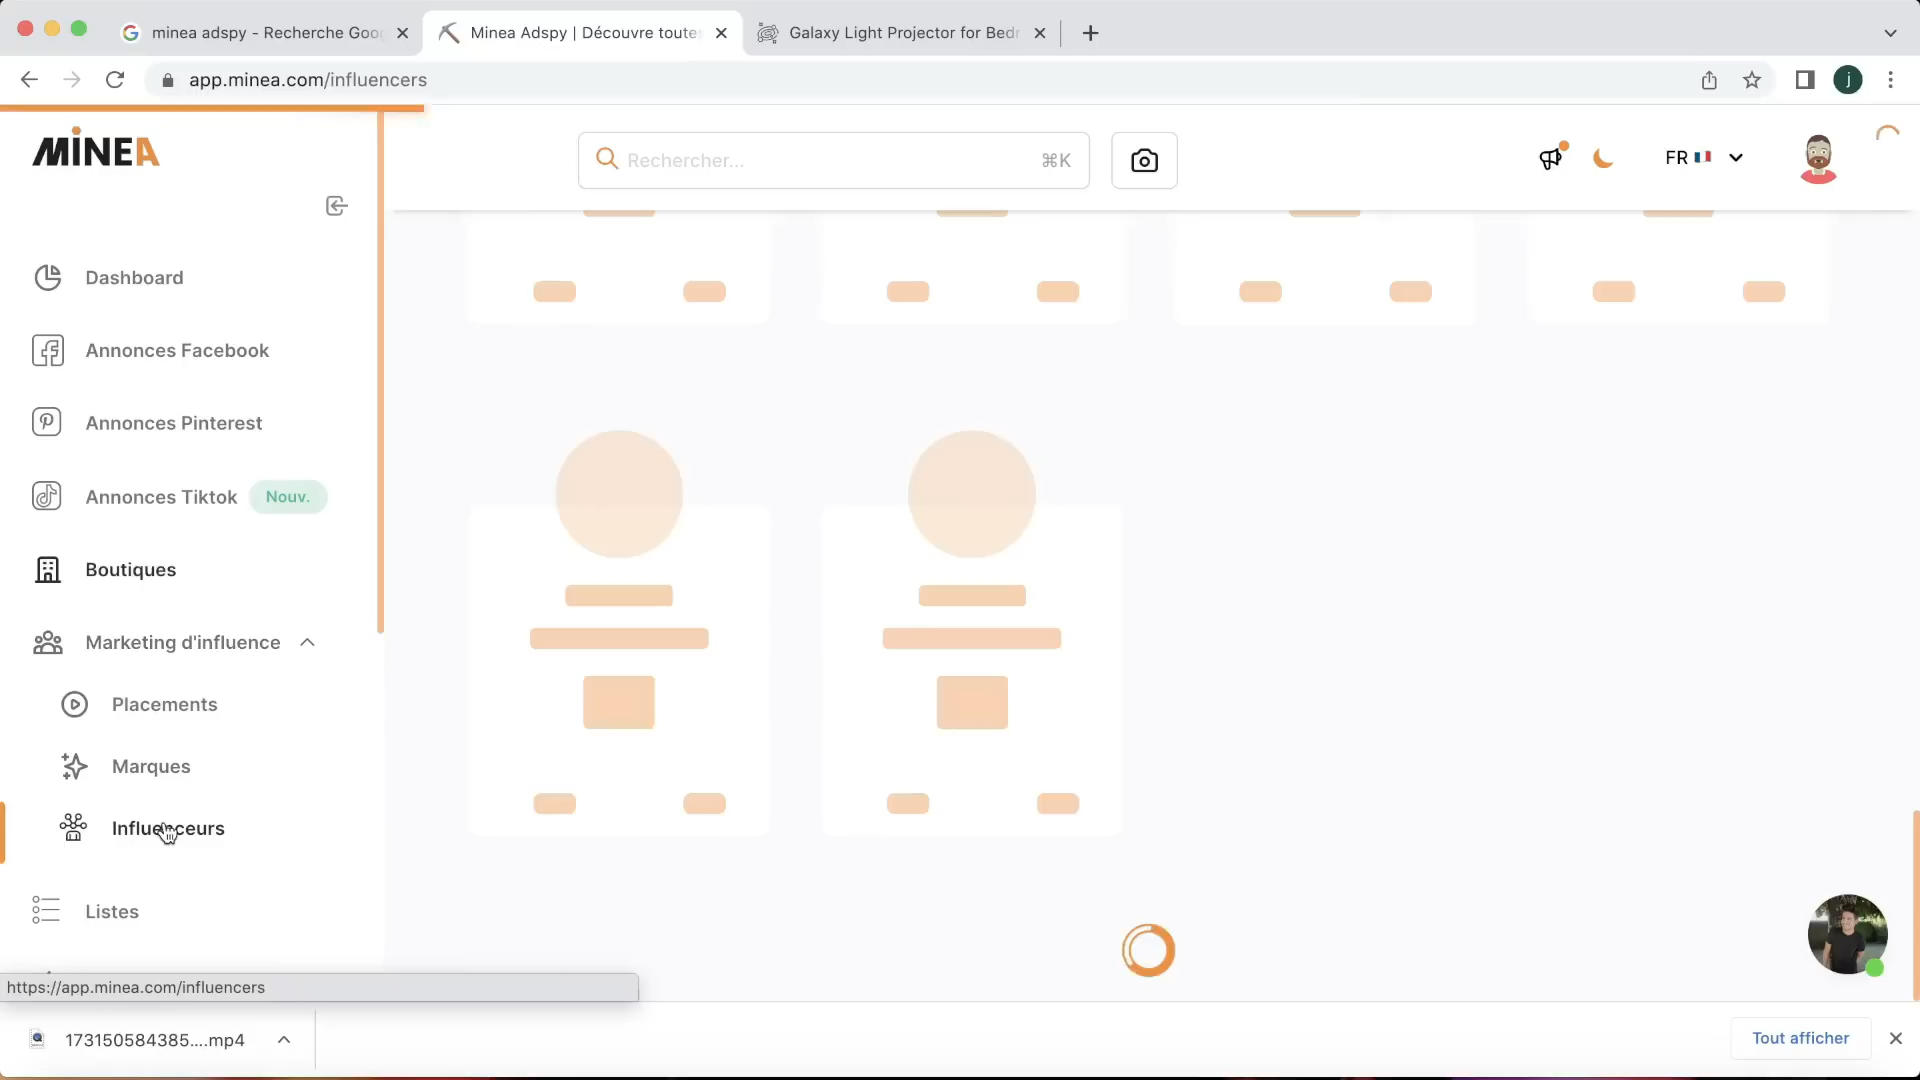 minea adspy - Recherche Goo
Minea Adspy | Découvre toute
Galaxy Light Projector for Bedr
app.minea.com/influencers
j
MINEA
Rechercher...
⌘K
FR
Dashboard
Annonces Facebook
Annonces Pinterest
Annonces Tiktok
Nouv.
Boutiques
Marketing d'influence
Placements
Marques
Influenceurs
Listes
https://app.minea.com/influencers
173150584385....mp4
Tout afficher